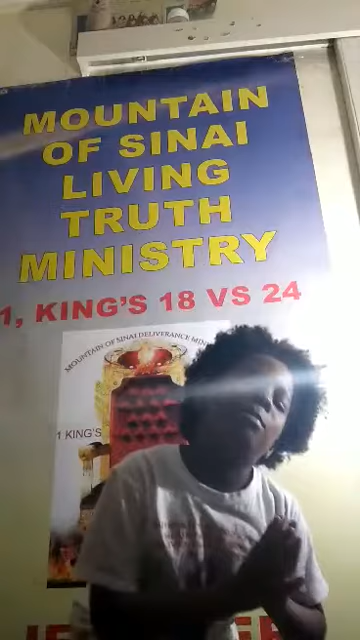 MOUNTAIN
OF SINAI
LIVING
TRUTH
MINISTRY
1, KING'S 18 VS 24
MOUNTAIN OF SINAI DELIVERANCE
1 KING'S